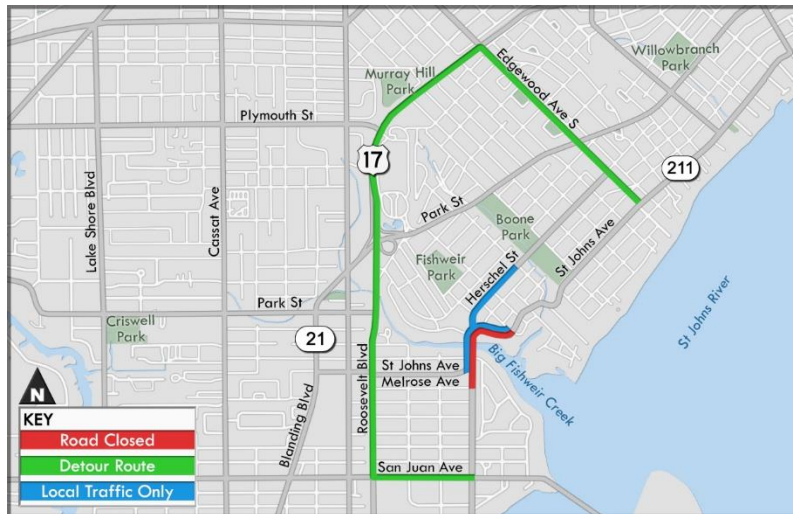 Willowbranch
Park
Edgewood Ave S
Murray Hill
Park
Plymouth St
17
211
Lake Shore Blvd
Cassat Ave
Park St
Boone
Park
St Johns Ave
Fishweir
Park
Herschel St
St Johns River
Park St
Criswell
Park
21
Roosevelt Blvd
St Johns Ave
Melrose Ave
Big Fishweir Creek
Blanding Blvd
San Juan Ave
N
KEY
Road Closed
Detour Route
Local Traffic Only